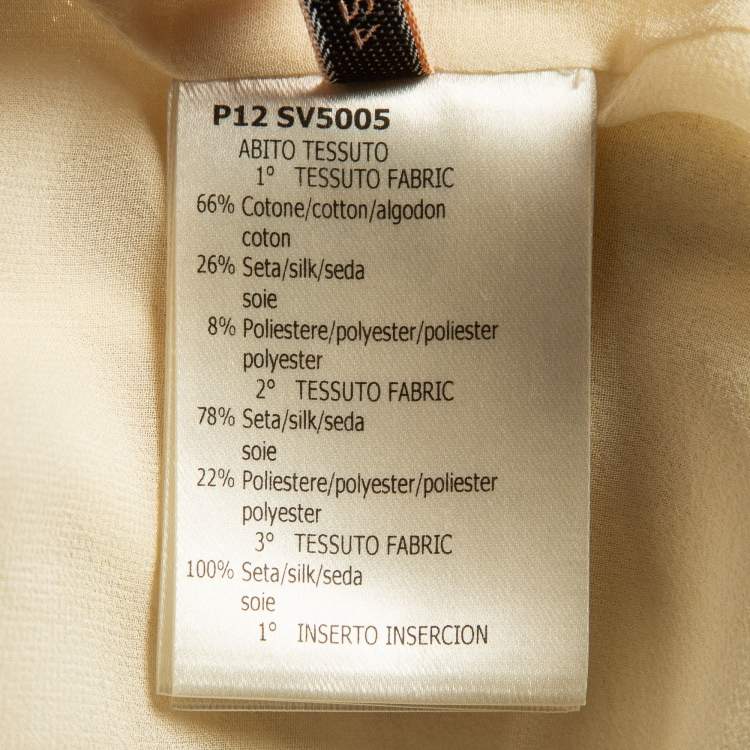 P12 SV5005
ABITO TESSUTO
1° TESSUTO FABRIC
66% Cotone/cotton/algodon
coton
26% Seta/silk/seda
soie
8% Poliestere/polyester/poliester
polyester
2° TESSUTO FABRIC
78% Seta/silk/seda
soie
22% Poliestere/polyester/poliester
polyester
3° TESSUTO FABRIC
100% Seta/silk/seda
soie
1° INSERTO INSERCION